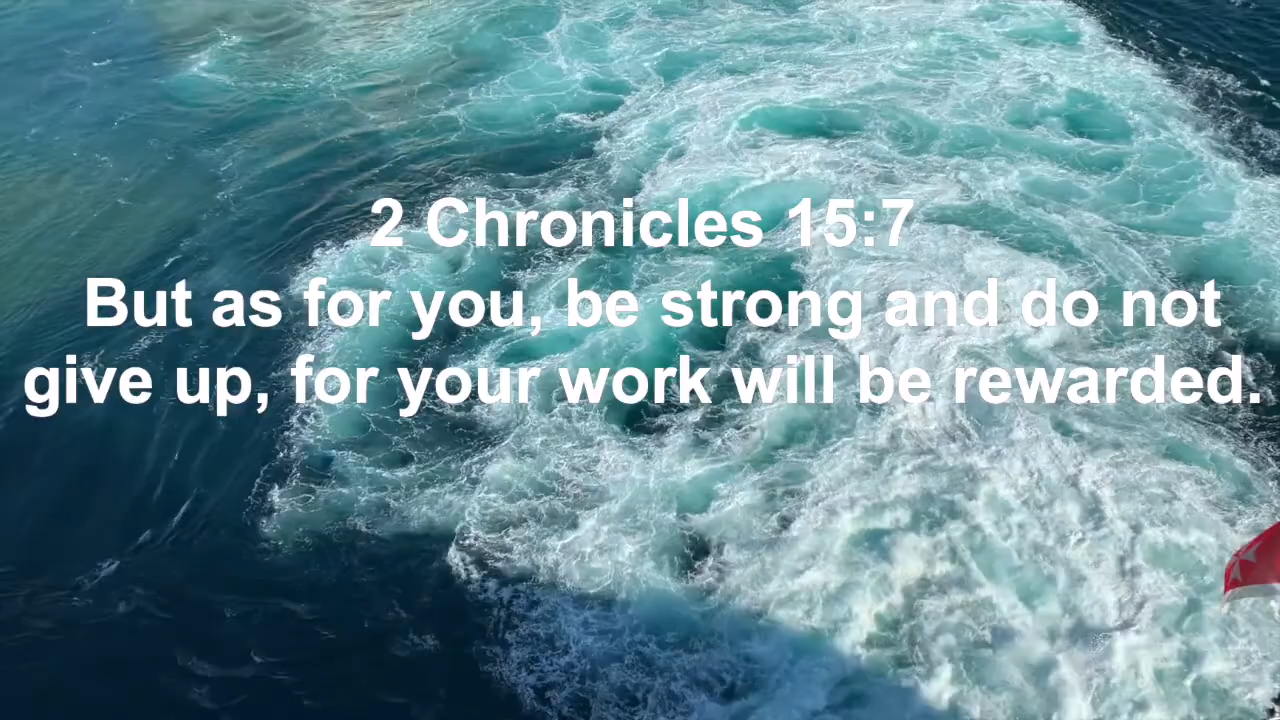 2 Chronicles 15:7
But as for you, be strong and do not
give up, for your work will be rewarded.